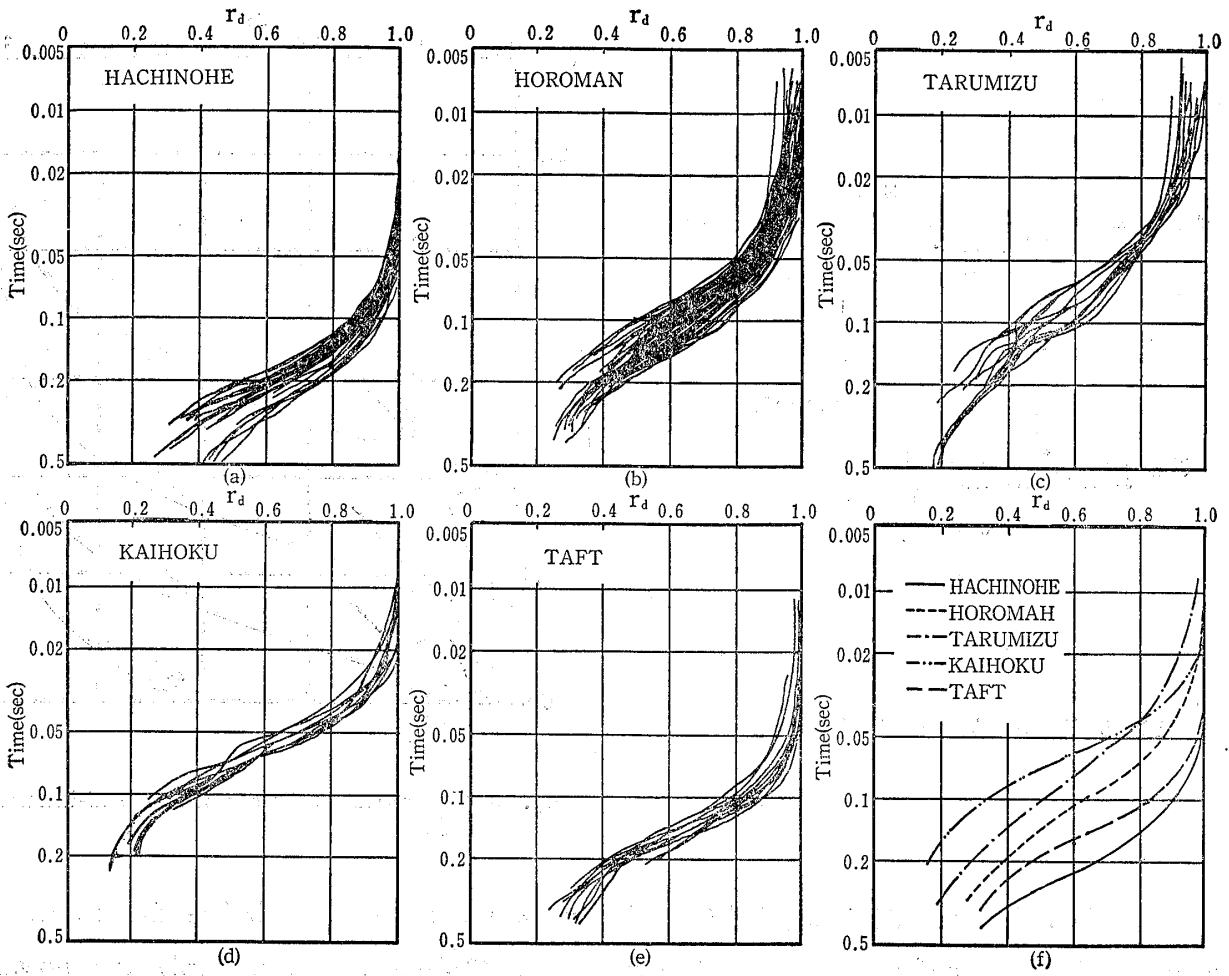 r_d r_d r_d
0 0.2 0.4 0.6 0.8 1.0 0 0.2 0.4 0.6 0.8 1.0 0 0.2 0.4 0.6 0.8 1.0
0.005 0.005 0.005
HACHINOHE HOROMAN TARUMIZU
0.01 0.01 0.01
0.02 0.02 0.02
Time(sec) Time(sec) Time(sec)
0.05 0.05 0.05
0.1 0.1 0.1
0.2 0.2 0.2
0.5 0.5 0.5
(a) (b) (c)
r_d r_d r_d
0 0.2 0.4 0.6 0.8 1.0 0 0.2 0.4 0.6 0.8 1.0 0 0.2 0.4 0.6 0.8 1.0
0.005 0.005 0.005
KAIHOKU TAFT
0.01 0.01 0.01
HACHINOHE
HOROMAH
TARUMIZU
KAIHOKU
TAFT
0.02 0.02 0.02
Time(sec) Time(sec) Time(sec)
0.05 0.05 0.05
0.1 0.1 0.1
0.2 0.2 0.2
0.5 0.5 0.5
(d) (e) (f)